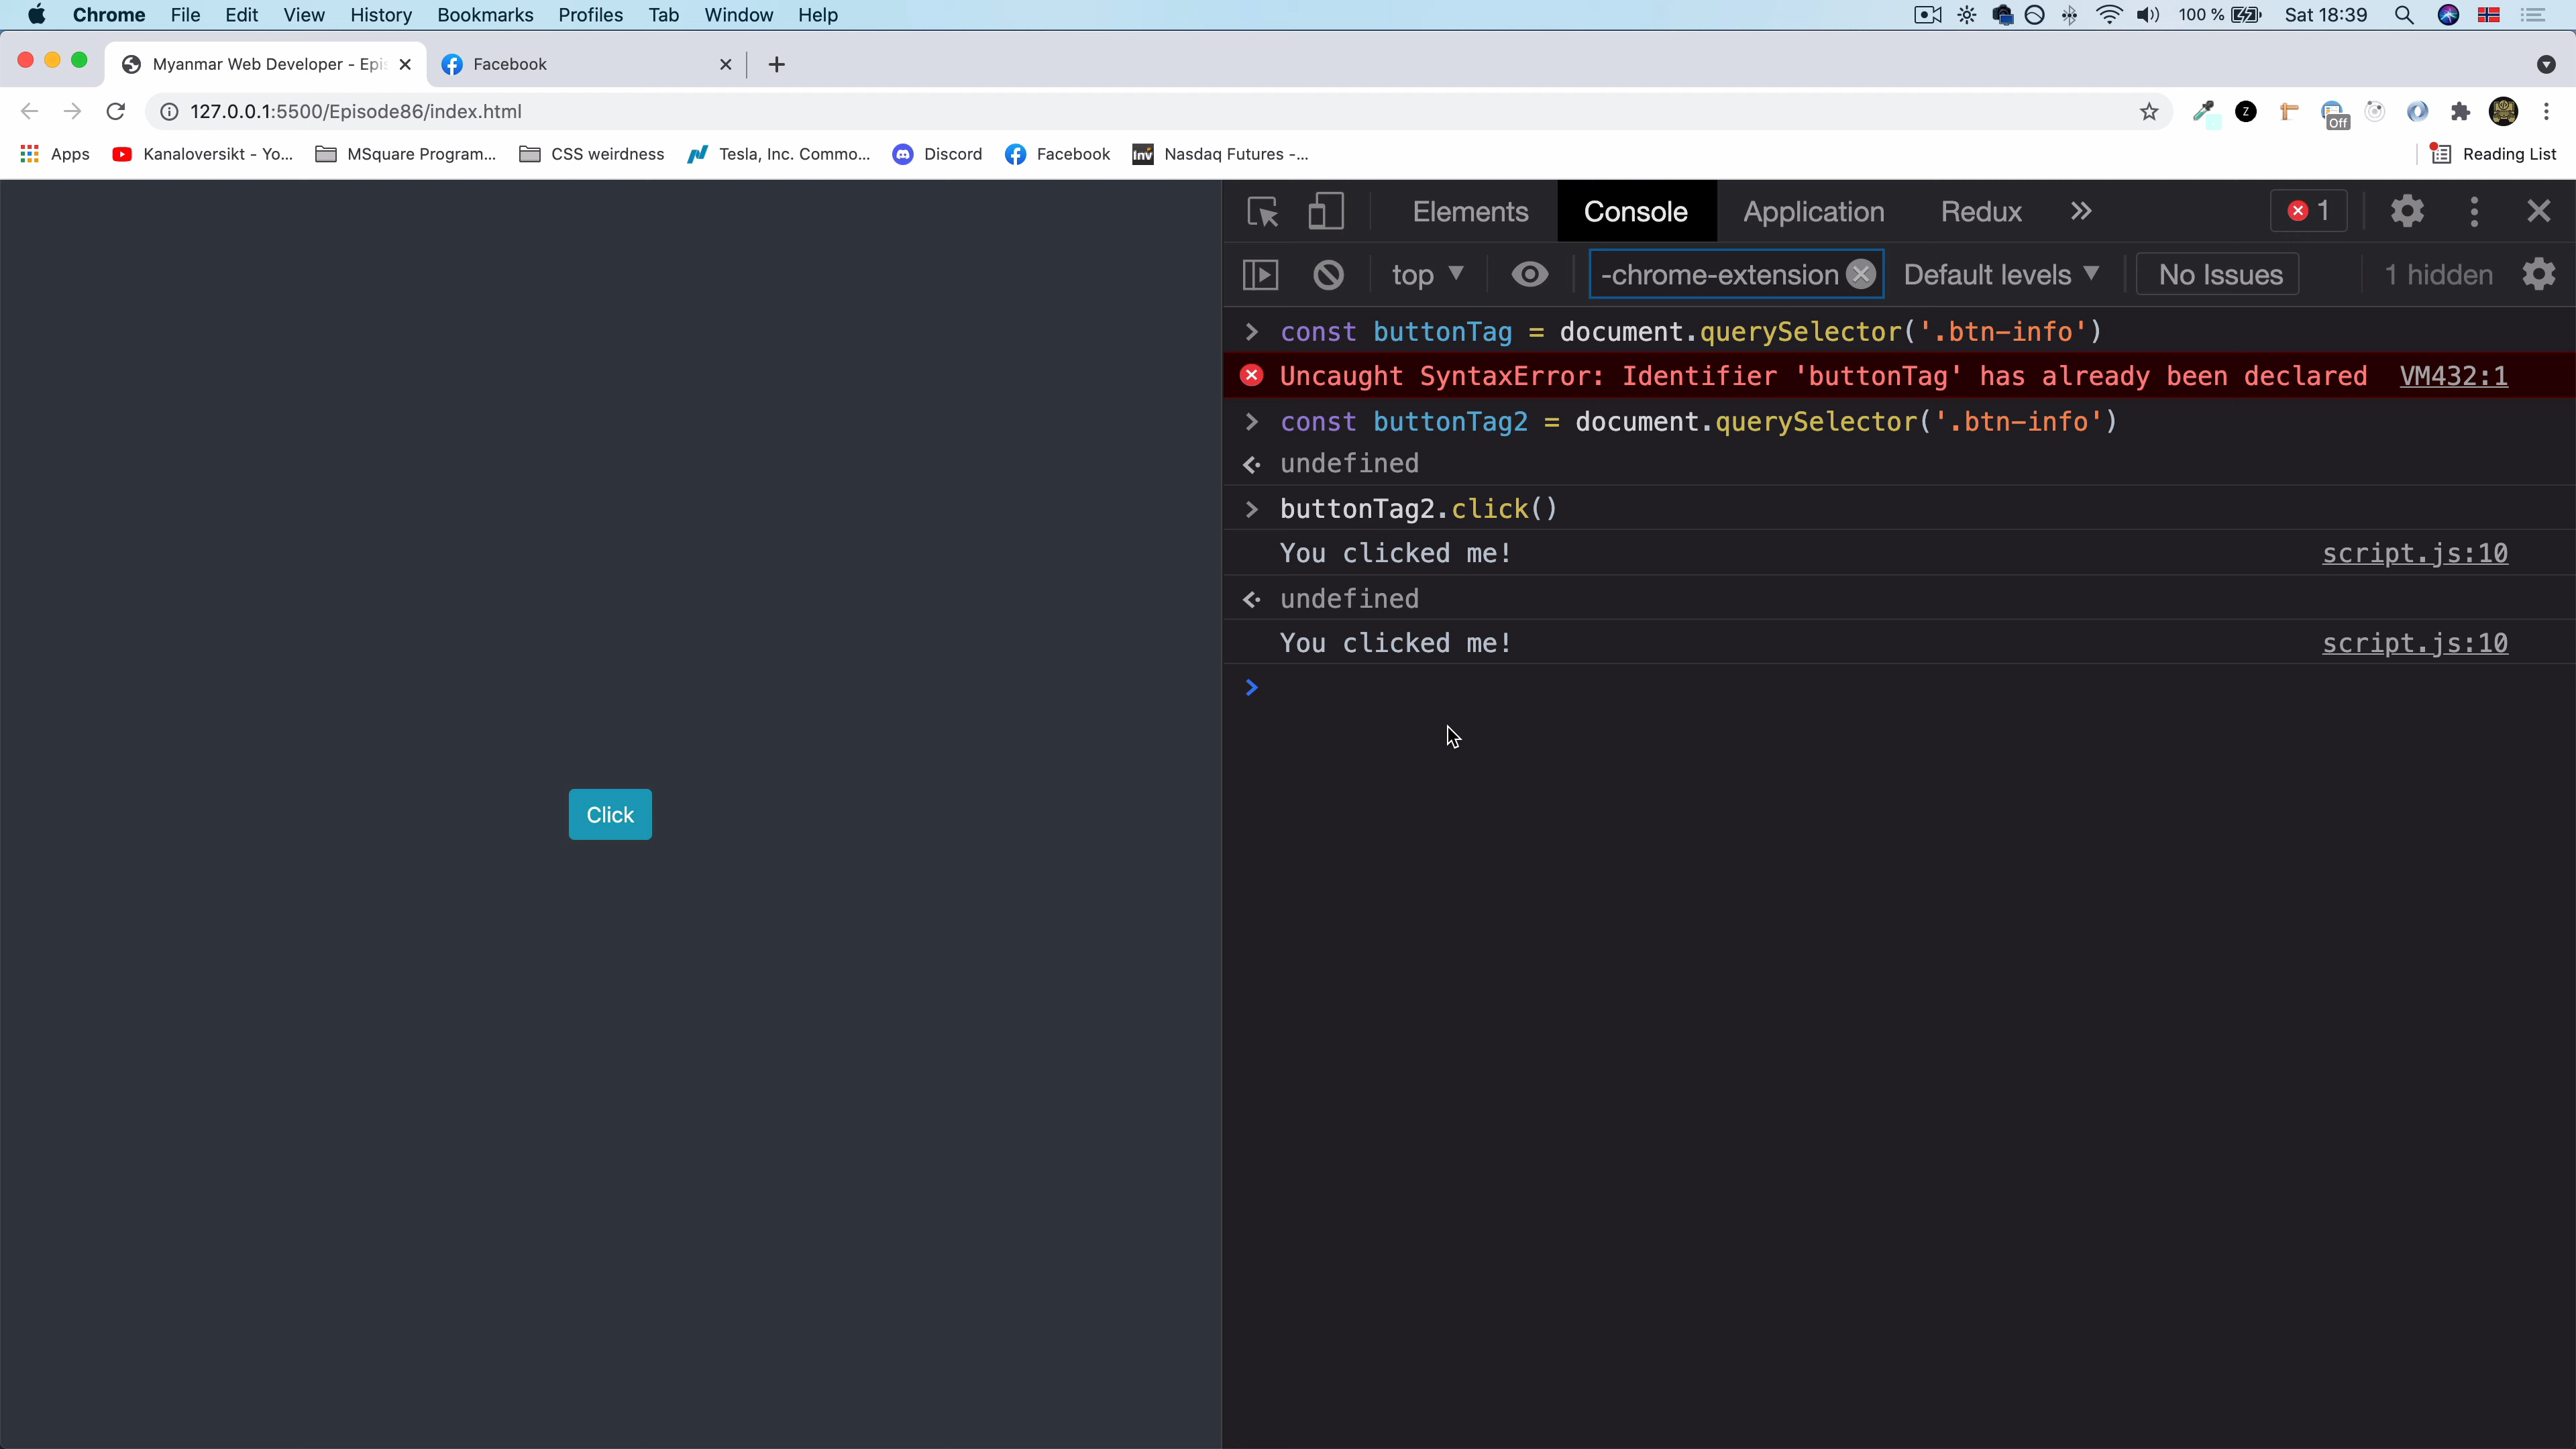 Chrome File Edit View History Bookmarks Profiles Tab Window Help 100 % Sat 18:39
Myanmar Web Developer - Epis Facebook
127.0.0.1:5500/Episode86/index.html Z Off
Apps Kanaloversikt - Yo... MSquare Program... CSS weirdness Tesla, Inc. Commo... Discord Facebook Inv Nasdaq Futures -... Reading List
Elements Console Application Redux 1
top -chrome-extension Default levels No Issues 1 hidden
const buttonTag = document.querySelector('.btn-info')
Uncaught SyntaxError: Identifier 'buttonTag' has already been declared VM432:1
const buttonTag2 = document.querySelector('.btn-info')
undefined
buttonTag2.click()
You clicked me! script.js:10
undefined
You clicked me! script.js:10
Click